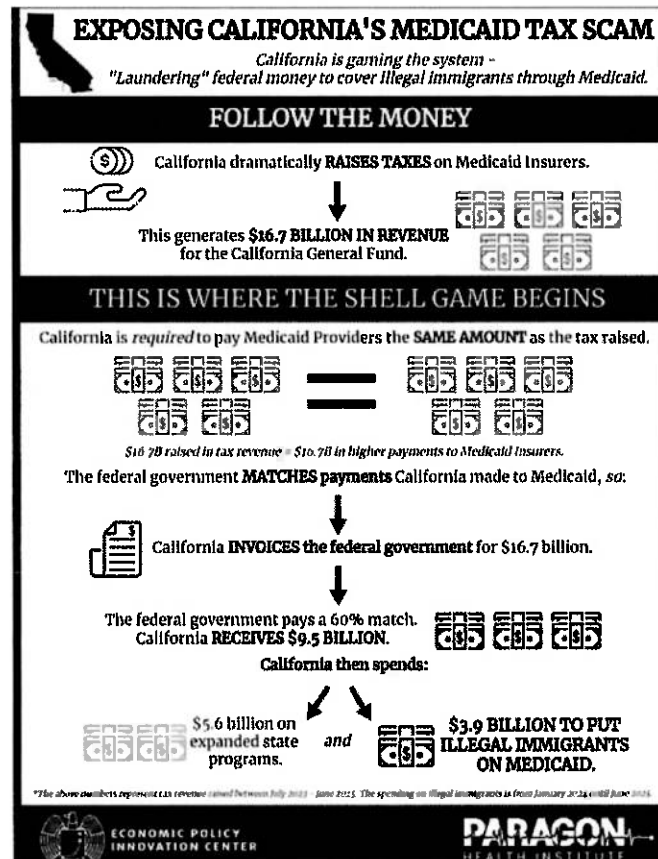 EXPOSING CALIFORNIA'S MEDICAID TAX SCAM
California is gaming the system -
"Laundering" federal money to cover illegal immigrants through Medicaid.
FOLLOW THE MONEY
California dramatically RAISES TAXES on Medicaid Insurers.
This generates $16.7 BILLION IN REVENUE
for the California General Fund.
THIS IS WHERE THE SHELL GAME BEGINS
California is required to pay Medicaid Providers the SAME AMOUNT as the tax raised.
$16.7B raised in tax revenue = $16.7B in higher payments to Medicaid Insurers.
The federal government MATCHES payments California made to Medicaid, so:
California INVOICES the federal government for $16.7 billion.
The federal government pays a 60% match.
California RECEIVES $9.5 BILLION.
California then spends:
$5.6 billion on
expanded state
programs.
and
$3.9 BILLION TO PUT
ILLEGAL IMMIGRANTS
ON MEDICAID.
*The above numbers represent tax revenue raised between July 2023 - June 2025. The spending on illegal immigrants is from January 2024 until June 2025.
ECONOMIC POLICY
INNOVATION CENTER
PARAGON
HEALTH INSTITUTE